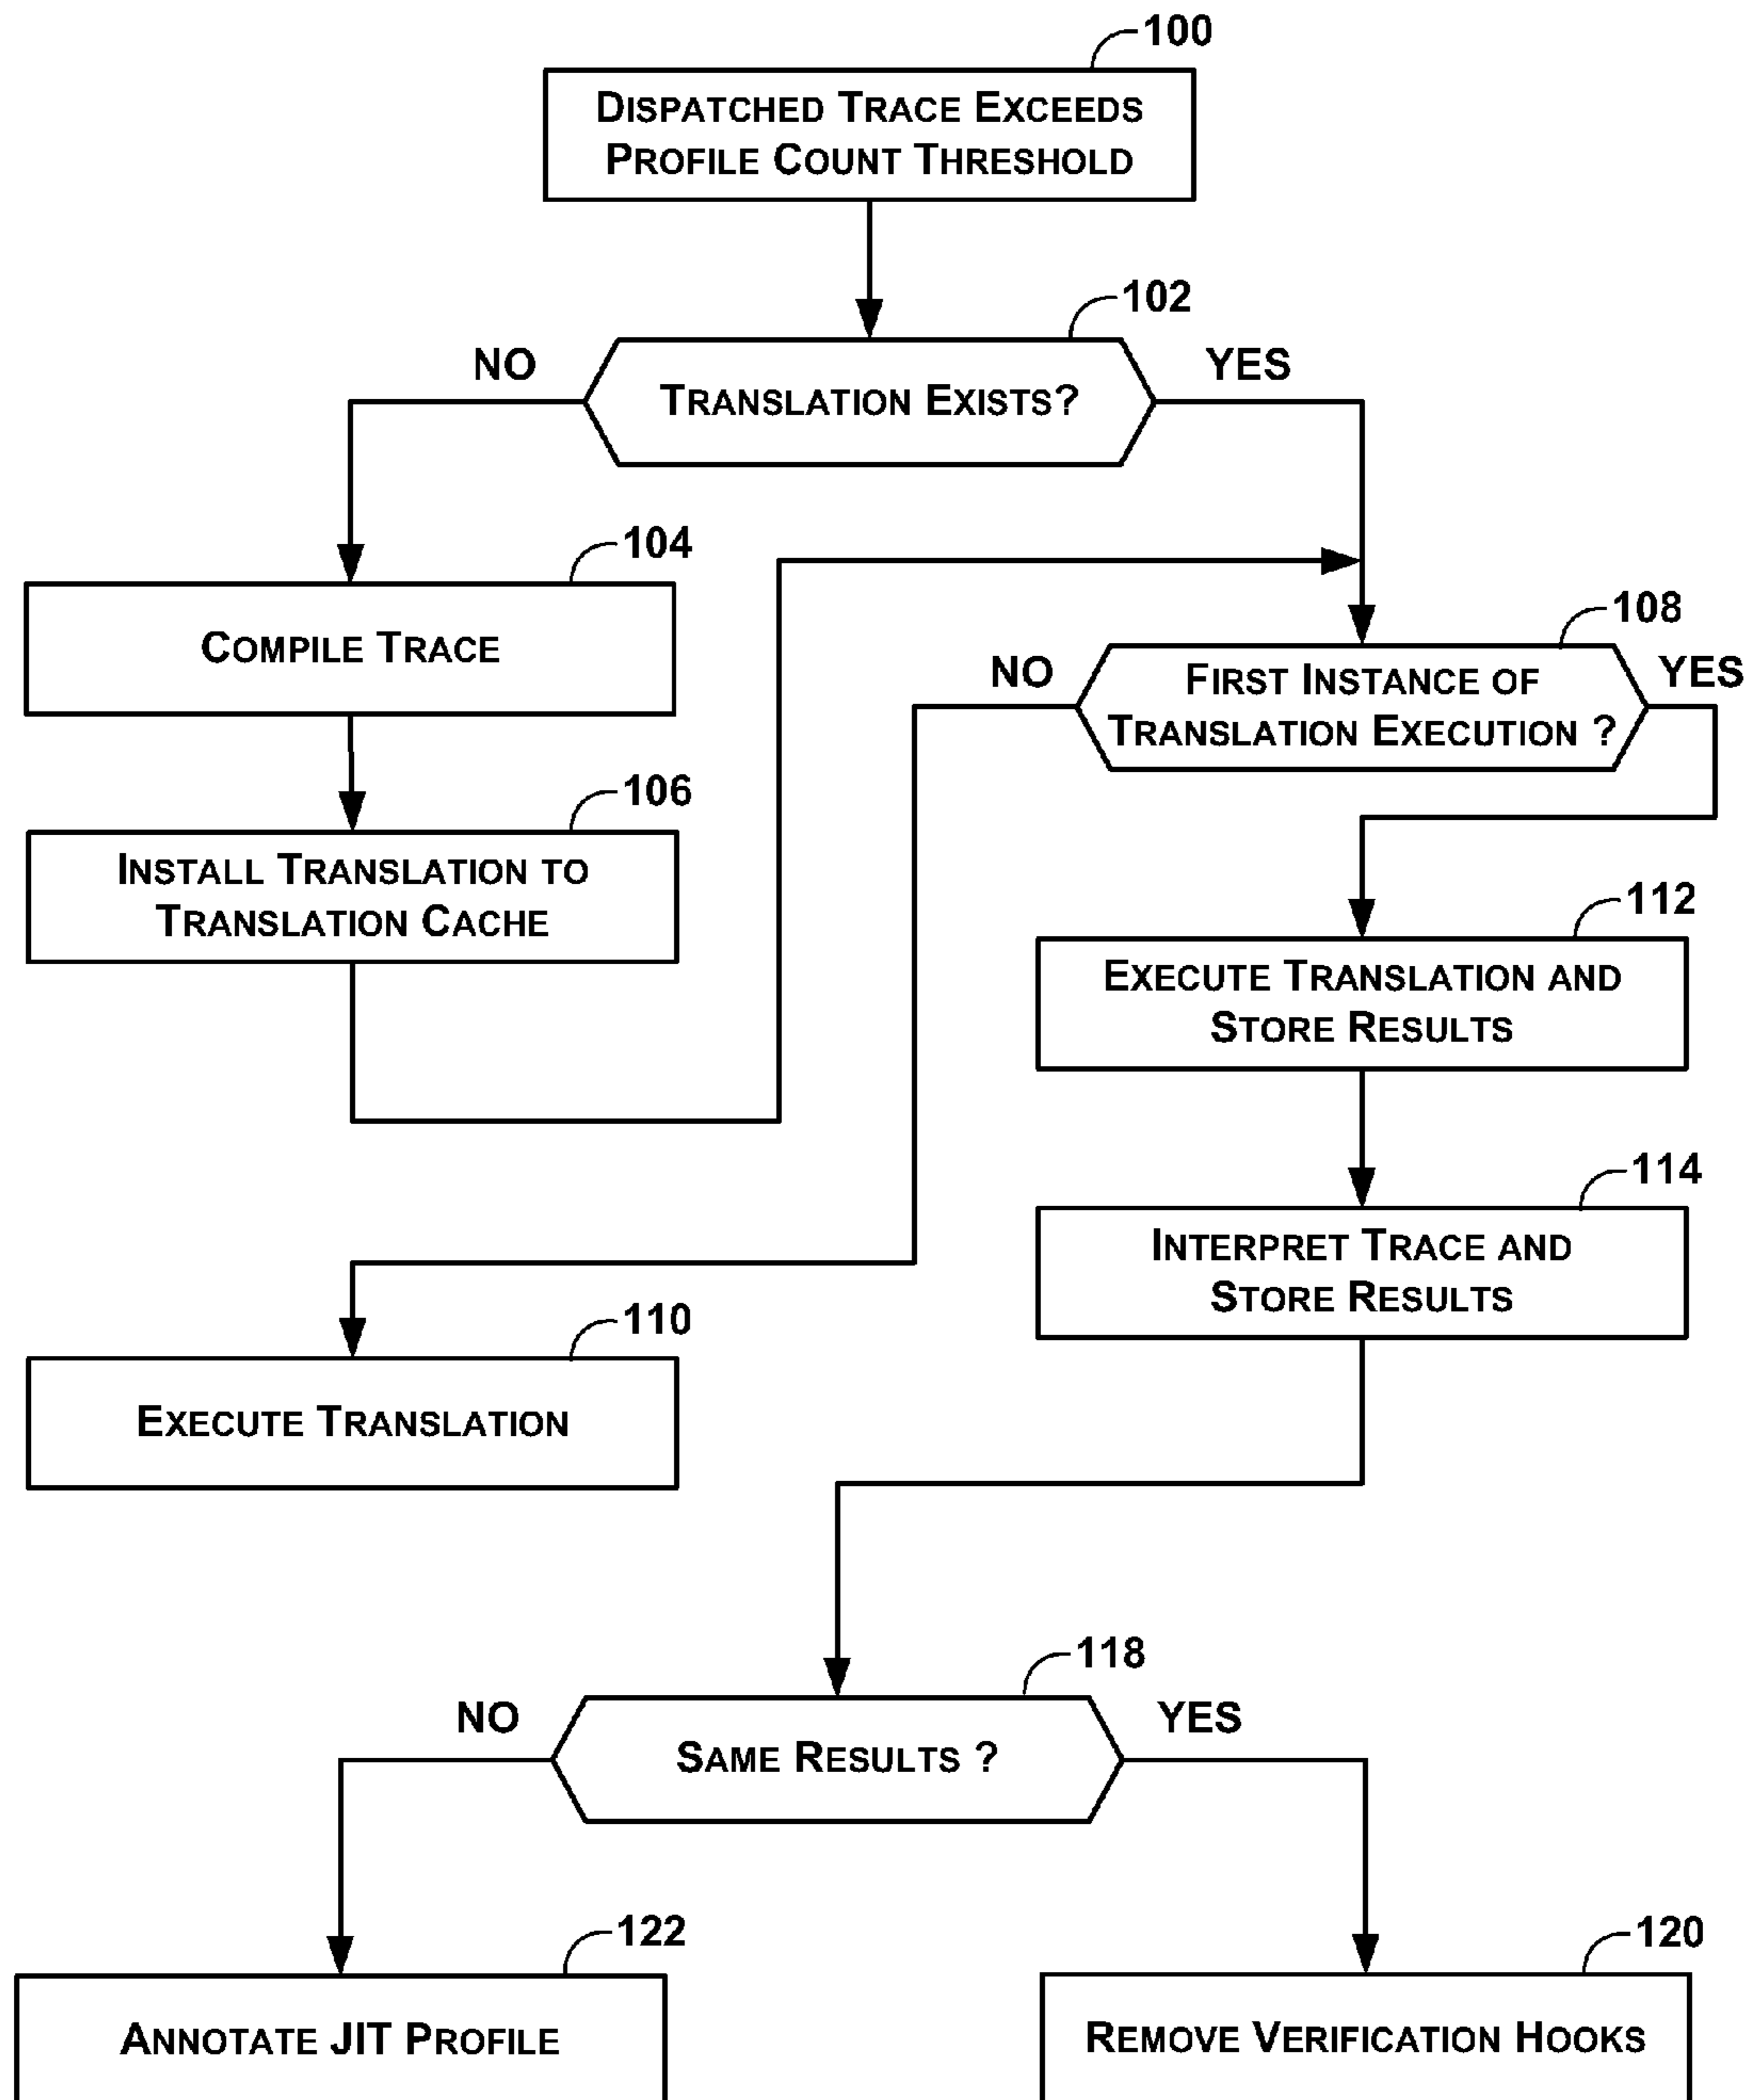 100
DISPATCHED TRACE EXCEEDS
PROFILE COUNT THRESHOLD
102
NO
YES
TRANSLATION EXISTS?
104
COMPILE TRACE
108
NO
YES
FIRST INSTANCE OF
TRANSLATION EXECUTION ?
106
INSTALL TRANSLATION TO
TRANSLATION CACHE
112
EXECUTE TRANSLATION AND
STORE RESULTS
114
INTERPRET TRACE AND
STORE RESULTS
110
EXECUTE TRANSLATION
118
NO
YES
SAME RESULTS ?
122
ANNOTATE JIT PROFILE
120
REMOVE VERIFICATION HOOKS